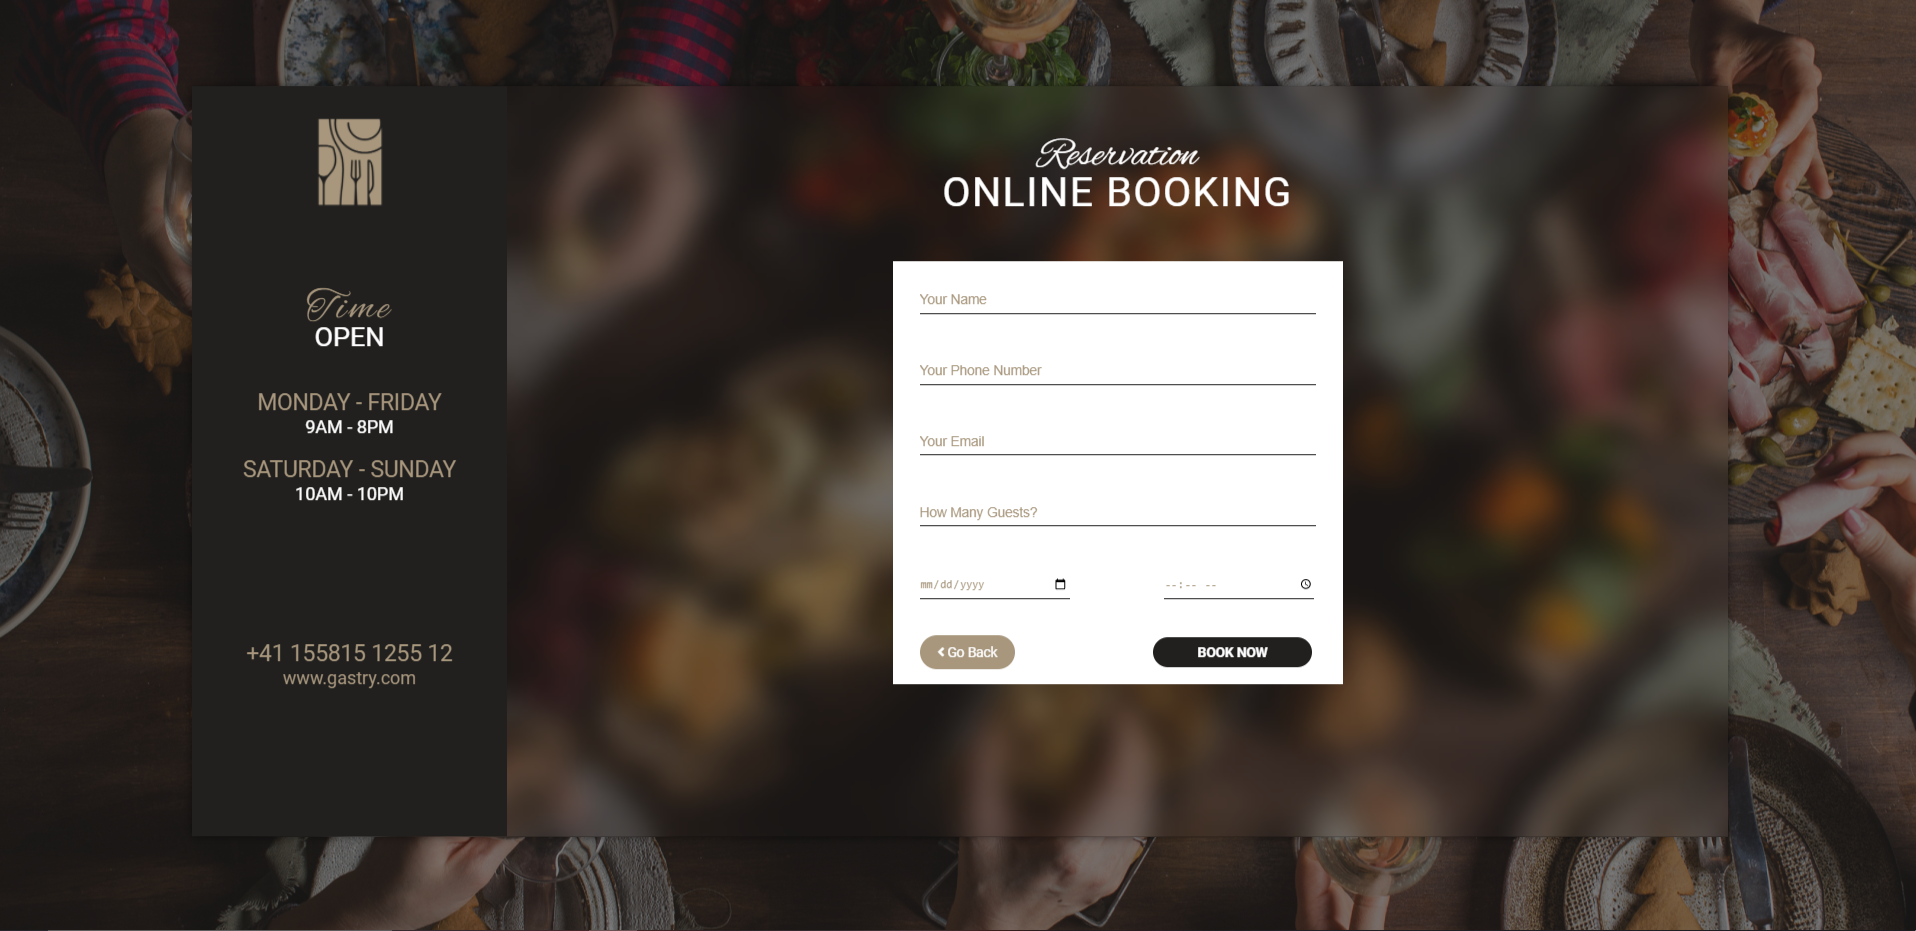 Time
OPEN
MONDAY - FRIDAY
9AM - 8PM
SATURDAY - SUNDAY
10AM - 10PM
+41 155815 1255 12
www.gastry.com
Reservation
ONLINE BOOKING
Your Name
Your Phone Number
Your Email
How Many Guests?
mm/dd/yyyy --:-- --
Go Back BOOK NOW